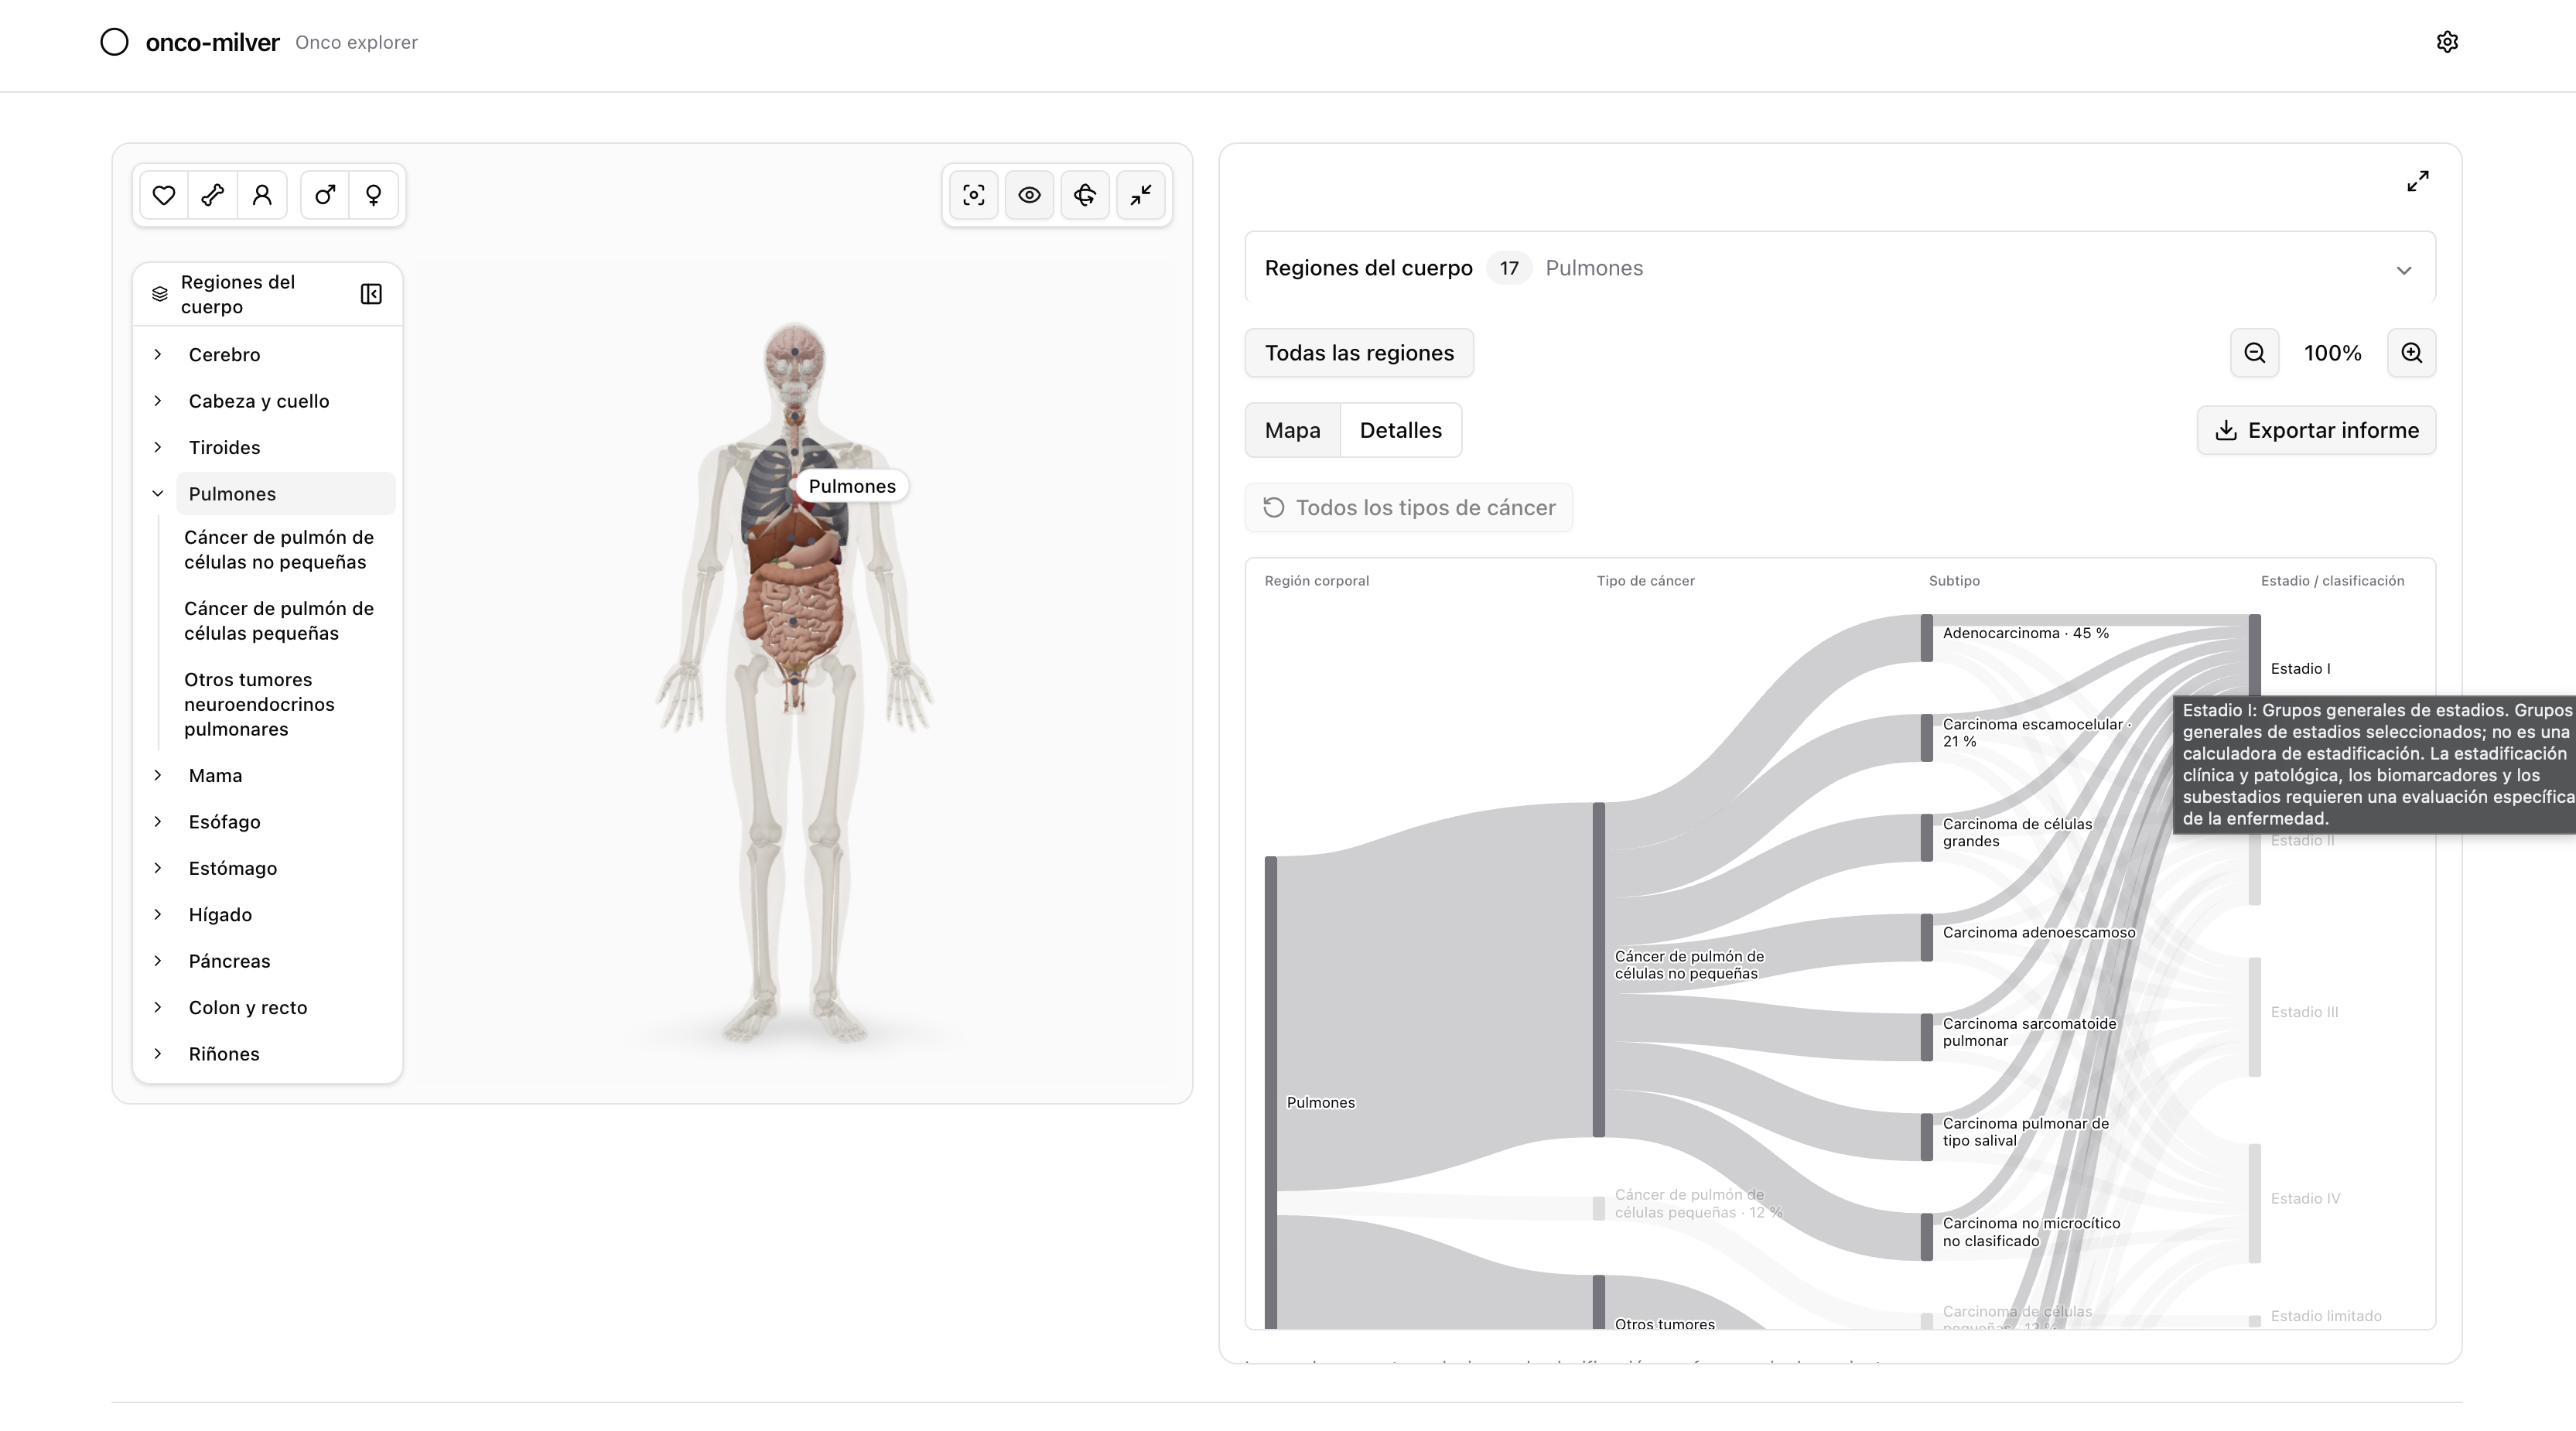 onco-milver Onco explorer
Regiones del
cuerpo
Cerebro
Cabeza y cuello
Tiroides
Pulmones
Cáncer de pulmón de
células no pequeñas
Cáncer de pulmón de
células pequeñas
Otros tumores
neuroendocrinos
pulmonares
Mama
Esófago
Estómago
Hígado
Páncreas
Colon y recto
Riñones
Pulmones
Regiones del cuerpo 17 Pulmones
Todas las regiones
100%
Mapa Detalles
Exportar informe
Todos los tipos de cáncer
Región corporal Tipo de cáncer Subtipo Estadio / clasificación
Pulmones
Cáncer de pulmón de
células no pequeñas
Cáncer de pulmón de
células pequeñas · 12 %
Otros tumores
Adenocarcinoma · 45 %
Carcinoma escamocelular ·
21 %
Carcinoma de células
grandes
Carcinoma adenoescamoso
Carcinoma sarcomatoide
pulmonar
Carcinoma pulmonar de
tipo salival
Carcinoma no microcítico
no clasificado
Carcinoma de células
pequeñas · 12 %
Estadio I
Estadio I: Grupos generales de estadios. Grupos
generales de estadios seleccionados; no es una
calculadora de estadificación. La estadificación
clínica y patológica, los biomarcadores y los
subestadios requieren una evaluación específica
de la enfermedad.
Estadio II
Estadio III
Estadio IV
Estadio limitado